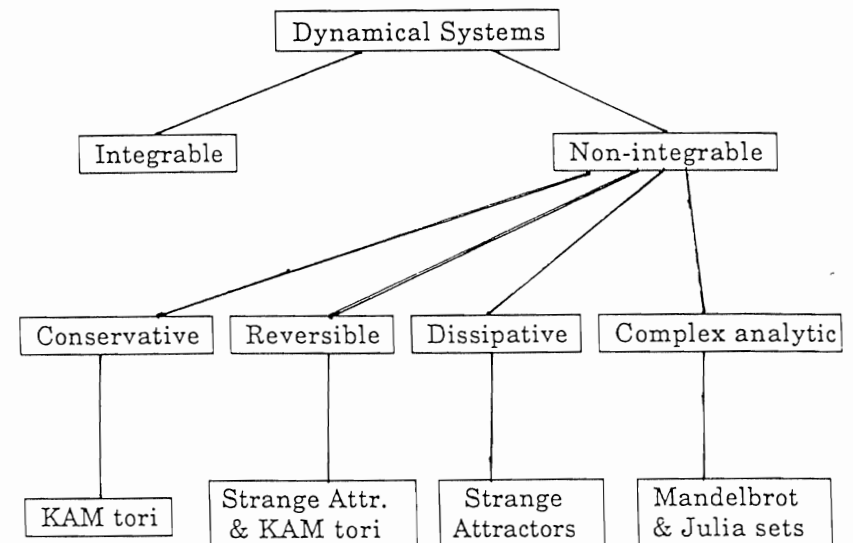 Dynamical Systems
Integrable
Non-integrable
Conservative
Reversible
Dissipative
Complex analytic
KAM tori
Strange Attr.
& KAM tori
Strange
Attractors
Mandelbrot
& Julia sets